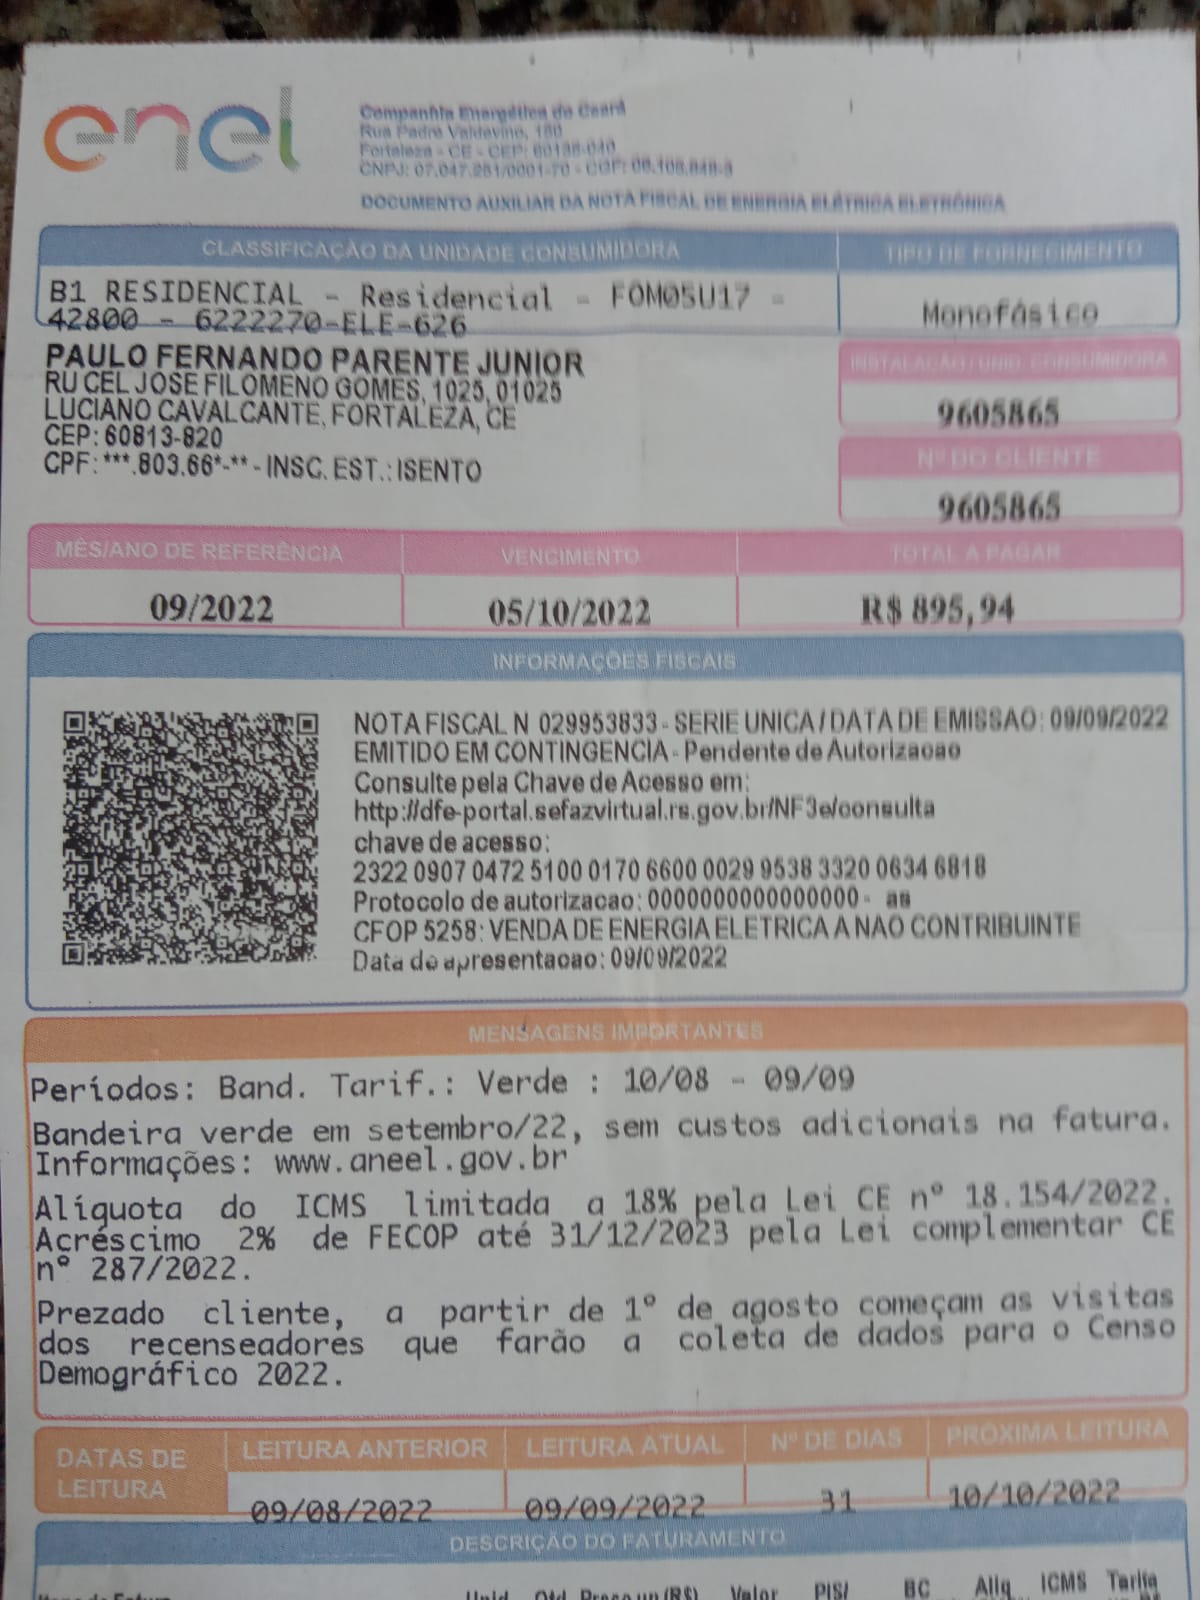 enel
Companhia Energética do Ceará
Rua Padre Valdevino, 150
Fortaleza - CE - CEP: 60135-040
CNPJ: 07.047.251/0001-70 - CGF: 06.105.848-3
DOCUMENTO AUXILIAR DA NOTA FISCAL DE ENERGIA ELÉTRICA ELETRÔNICA
CLASSIFICAÇÃO DA UNIDADE CONSUMIDORA
TIPO DE FORNECIMENTO
B1 RESIDENCIAL - Residencial - FOM05U17 -
42800 - 6222270-ELE-626
Monofásico
PAULO FERNANDO PARENTE JUNIOR
RU CEL JOSE FILOMENO GOMES, 1025, 01025
LUCIANO CAVALCANTE, FORTALEZA, CE
CEP: 60813-820
CPF: ***.803.66*-** - INSC. EST.: ISENTO
INSTALAÇÃO / UNID. CONSUMIDORA
9605865
Nº DO CLIENTE
9605865
MÊS/ANO DE REFERÊNCIA
VENCIMENTO
TOTAL A PAGAR
09/2022
05/10/2022
R$ 895,94
INFORMAÇÕES FISCAIS
NOTA FISCAL N 029953833 - SERIE UNICA / DATA DE EMISSAO: 09/09/2022
EMITIDO EM CONTINGENCIA - Pendente de Autorizacao
Consulte pela Chave de Acesso em:
http://dfe-portal.sefazvirtual.rs.gov.br/NF3e/consulta
chave de acesso:
2322 0907 0472 5100 0170 6600 0029 9538 3320 0634 6818
Protocolo de autorizacao: 0000000000000000 - as
CFOP 5258: VENDA DE ENERGIA ELETRICA A NAO CONTRIBUINTE
Data de apresentacao: 09/09/2022
MENSAGENS IMPORTANTES
Períodos: Band. Tarif.: Verde : 10/08 - 09/09
Bandeira verde em setembro/22, sem custos adicionais na fatura.
Informações: www.aneel.gov.br
Alíquota do ICMS limitada a 18% pela Lei CE nº 18.154/2022.
Acréscimo 2% de FECOP até 31/12/2023 pela Lei complementar CE
nº 287/2022.
Prezado cliente, a partir de 1º de agosto começam as visitas
dos recenseadores que farão a coleta de dados para o Censo
Demográfico 2022.
DATAS DE LEITURA
LEITURA ANTERIOR
LEITURA ATUAL
Nº DE DIAS
PRÓXIMA LEITURA
09/08/2022
09/09/2022
31
10/10/2022
DESCRIÇÃO DO FATURAMENTO
Unid. Qtd. Preço un (R$) Valor PIS/ BC Aliq ICMS Tarifa